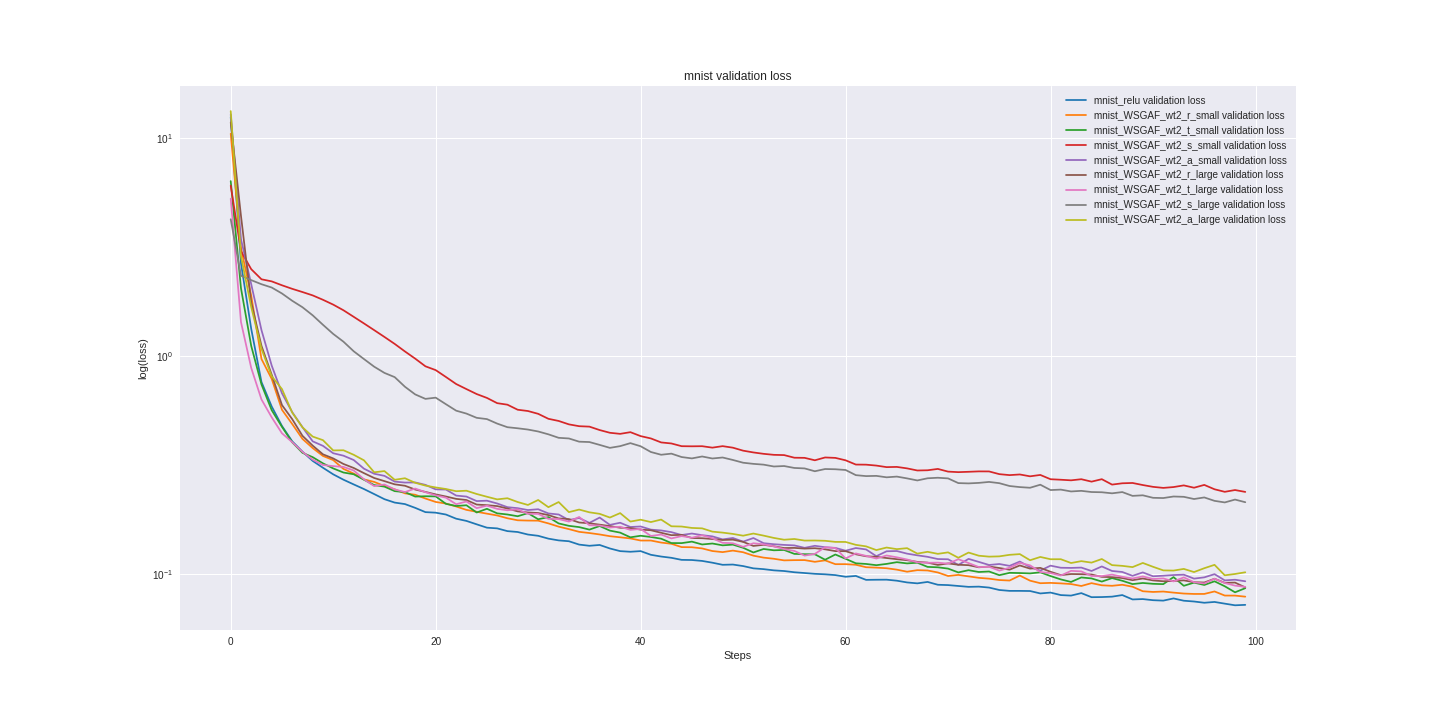 mnist validation loss
mnist_relu validation loss
mnist_WSGAF_wt2_r_small validation loss
mnist_WSGAF_wt2_t_small validation loss
mnist_WSGAF_wt2_s_small validation loss
mnist_WSGAF_wt2_a_small validation loss
mnist_WSGAF_wt2_r_large validation loss
mnist_WSGAF_wt2_t_large validation loss
mnist_WSGAF_wt2_s_large validation loss
mnist_WSGAF_wt2_a_large validation loss
log(loss)
10¹
10⁰
10⁻¹
0 20 40 60 80 100
Steps